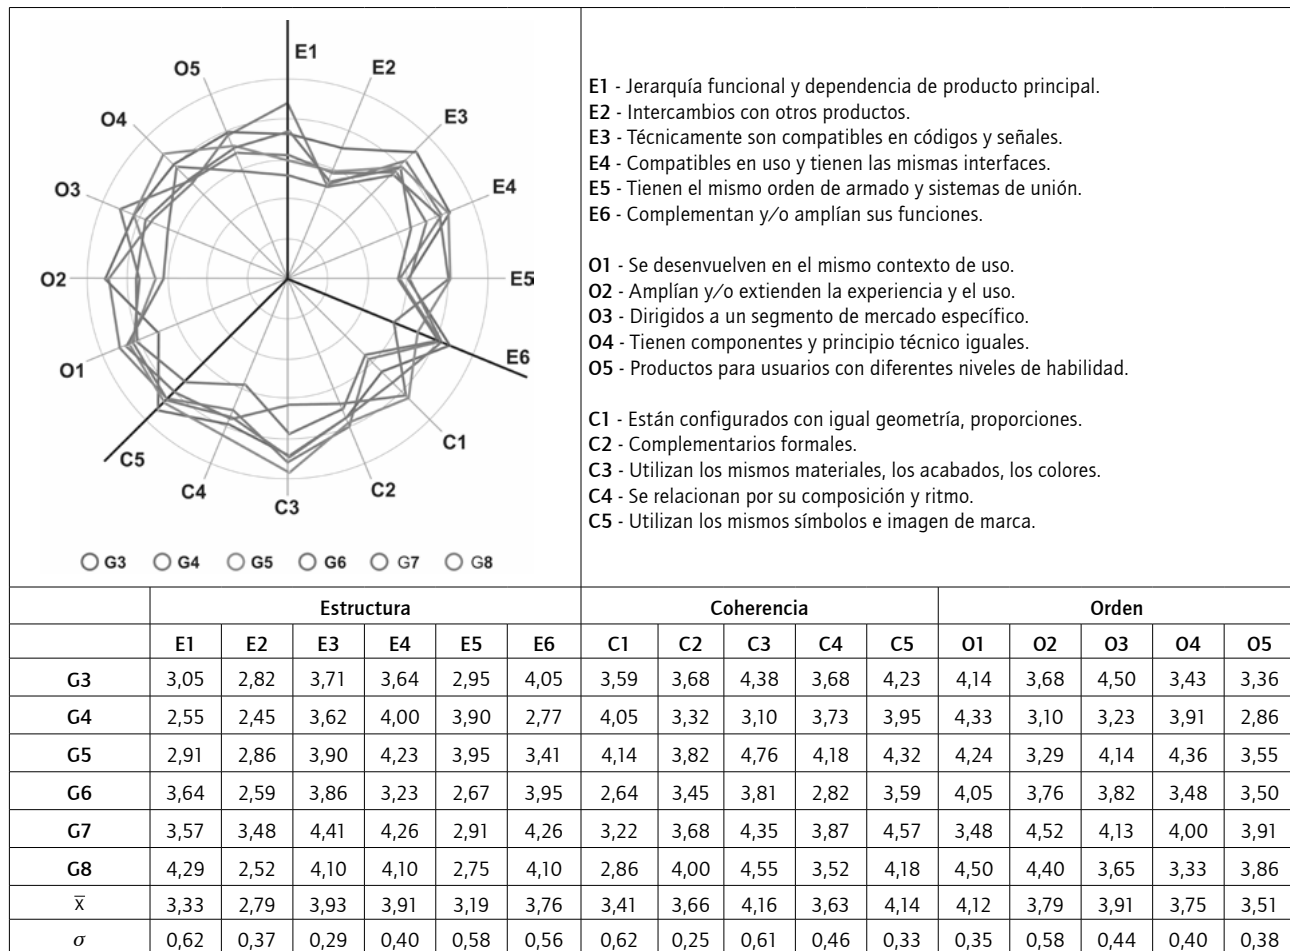 E1
E2
E3
E4
E5
E6
C1
C2
C3
C4
C5
O1
O2
O3
O4
O5
G3 G4 G5 G6 G7 G8
E1 - Jerarquía funcional y dependencia de producto principal.
E2 - Intercambios con otros productos.
E3 - Técnicamente son compatibles en códigos y señales.
E4 - Compatibles en uso y tienen las mismas interfaces.
E5 - Tienen el mismo orden de armado y sistemas de unión.
E6 - Complementan y/o amplían sus funciones.
O1 - Se desenvuelven en el mismo contexto de uso.
O2 - Amplían y/o extienden la experiencia y el uso.
O3 - Dirigidos a un segmento de mercado específico.
O4 - Tienen componentes y principio técnico iguales.
O5 - Productos para usuarios con diferentes niveles de habilidad.
C1 - Están configurados con igual geometría, proporciones.
C2 - Complementarios formales.
C3 - Utilizan los mismos materiales, los acabados, los colores.
C4 - Se relacionan por su composición y ritmo.
C5 - Utilizan los mismos símbolos e imagen de marca.
Estructura Coherencia Orden
E1 E2 E3 E4 E5 E6 C1 C2 C3 C4 C5 O1 O2 O3 O4 O5
G3 3,05 2,82 3,71 3,64 2,95 4,05 3,59 3,68 4,38 3,68 4,23 4,14 3,68 4,50 3,43 3,36
G4 2,55 2,45 3,62 4,00 3,90 2,77 4,05 3,32 3,10 3,73 3,95 4,33 3,10 3,23 3,91 2,86
G5 2,91 2,86 3,90 4,23 3,95 3,41 4,14 3,82 4,76 4,18 4,32 4,24 3,29 4,14 4,36 3,55
G6 3,64 2,59 3,86 3,23 2,67 3,95 2,64 3,45 3,81 2,82 3,59 4,05 3,76 3,82 3,48 3,50
G7 3,57 3,48 4,41 4,26 2,91 4,26 3,22 3,68 4,35 3,87 4,57 3,48 4,52 4,13 4,00 3,91
G8 4,29 2,52 4,10 4,10 2,75 4,10 2,86 4,00 4,55 3,52 4,18 4,50 4,40 3,65 3,33 3,86
x̅ 3,33 2,79 3,93 3,91 3,19 3,76 3,41 3,66 4,16 3,63 4,14 4,12 3,79 3,91 3,75 3,51
σ 0,62 0,37 0,29 0,40 0,58 0,56 0,62 0,25 0,61 0,46 0,33 0,35 0,58 0,44 0,40 0,38